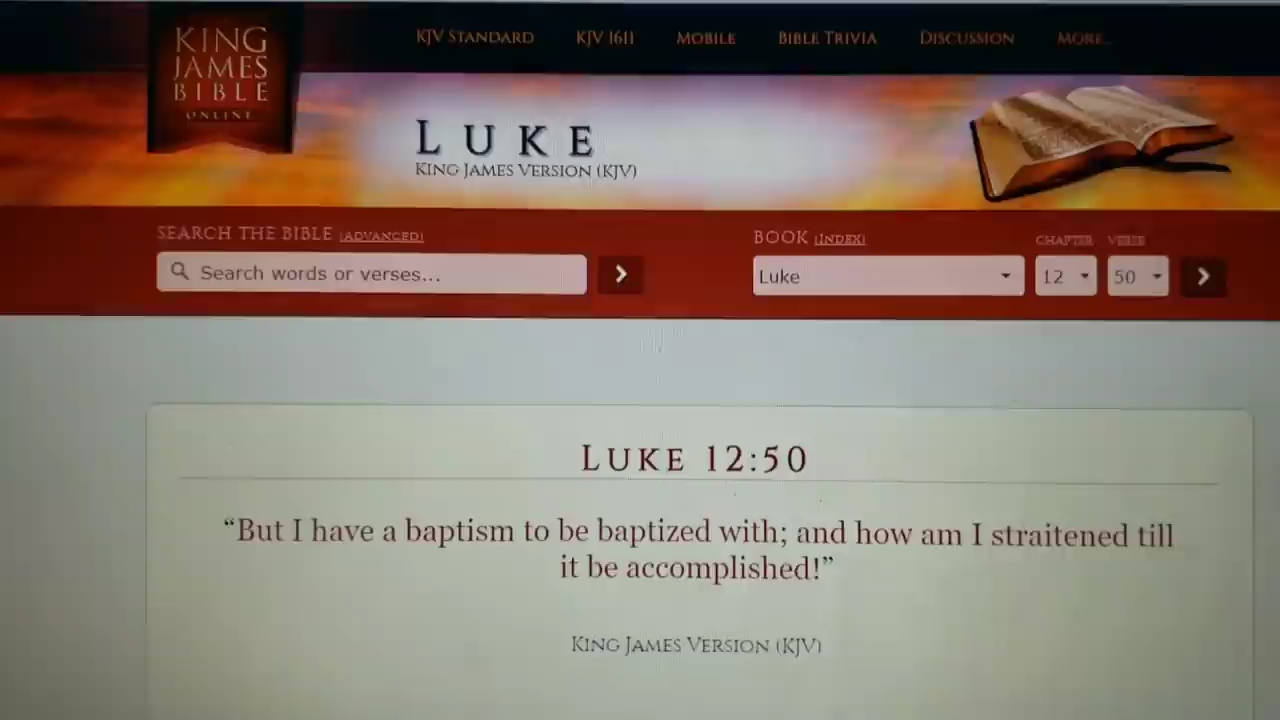 KING
JAMES
BIBLE
ONLINE
KJV STANDARD
KJV 1611
MOBILE
BIBLE TRIVIA
DISCUSSION
MORE...
LUKE
KING JAMES VERSION (KJV)
SEARCH THE BIBLE (ADVANCED)
Search words or verses...
BOOK (INDEX)
CHAPTER
VERSE
Luke
12
50
LUKE 12:50
“But I have a baptism to be baptized with; and how am I straitened till
it be accomplished!”
KING JAMES VERSION (KJV)